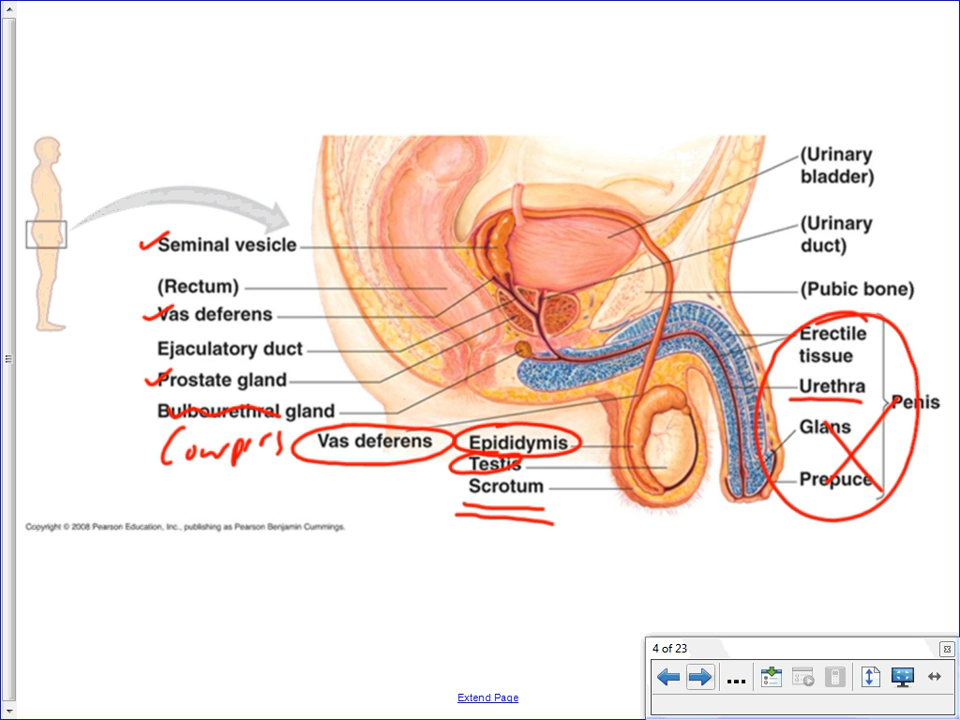 (Urinary
bladder)
(Urinary
duct)
Seminal vesicle
(Rectum)
(Pubic bone)
Vas deferens
Erectile
tissue
Ejaculatory duct
Prostate gland
Urethra
Penis
Bulbourethral gland
Cowpers
Glans
Vas deferens
Epididymis
Testis
Scrotum
Prepuce
Copyright © 2008 Pearson Education, Inc., publishing as Pearson Benjamin Cummings.
4 of 23
Extend Page